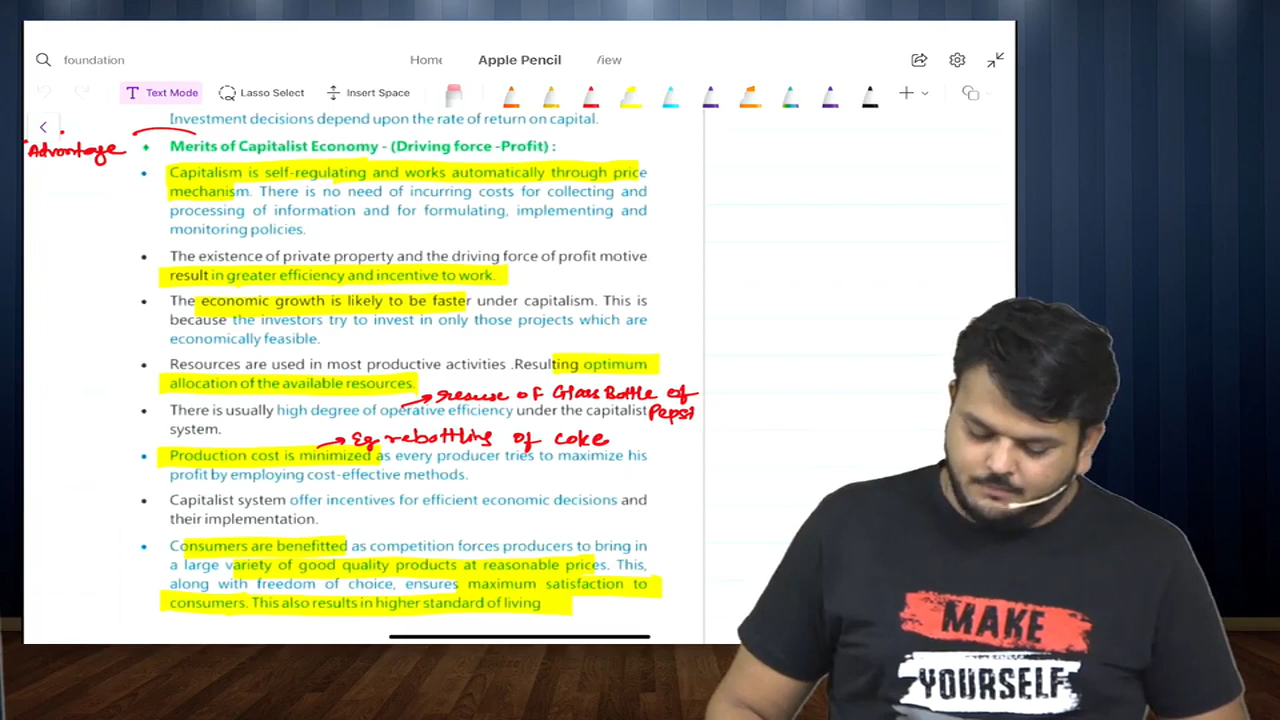 foundation
Home
Apple Pencil
View
Text Mode
Lasso Select
Insert Space
Investment decisions depend upon the rate of return on capital.
Advantage
Merits of Capitalist Economy - (Driving force -Profit) :
Capitalism is self-regulating and works automatically through price
mechanism. There is no need of incurring costs for collecting and
processing of information and for formulating, implementing and
monitoring policies.
The existence of private property and the driving force of profit motive
result in greater efficiency and incentive to work.
The economic growth is likely to be faster under capitalism. This is
because the investors try to invest in only those projects which are
economically feasible.
Resources are used in most productive activities .Resulting optimum
allocation of the available resources.
resuse of Glass Bottle of
Pepsi
There is usually high degree of operative efficiency under the capitalist
system.
Eg rebottling of coke
Production cost is minimized as every producer tries to maximize his
profit by employing cost-effective methods.
Capitalist system offer incentives for efficient economic decisions and
their implementation.
Consumers are benefitted as competition forces producers to bring in
a large variety of good quality products at reasonable prices. This,
along with freedom of choice, ensures maximum satisfaction to
consumers. This also results in higher standard of living
MAKE
YOURSELF